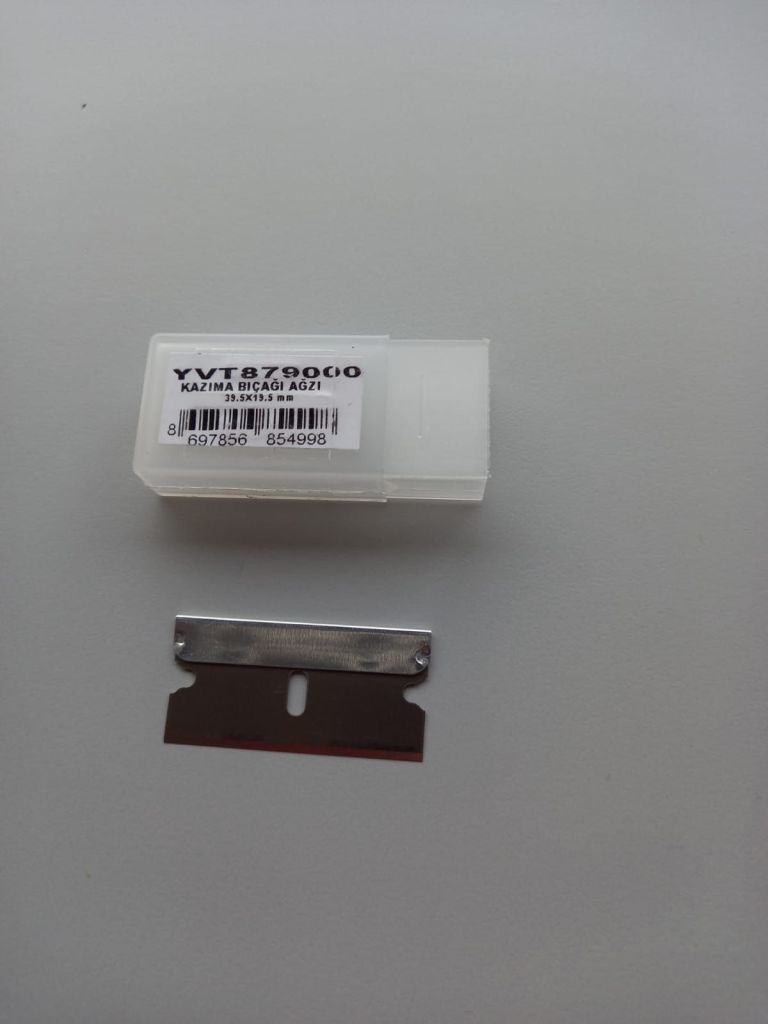 YVT879000
KAZIMA BIÇAĞI AĞZI
39.5X19.5 mm
8 697856 854998